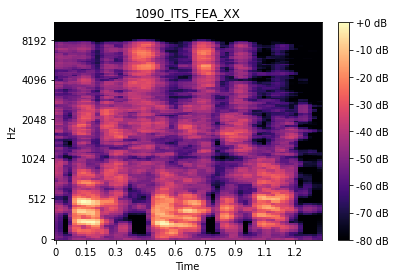 1090_ITS_FEA_XX
+0 dB
8192
-10 dB
4096
-20 dB
-30 dB
2048
Hz
-40 dB
1024
-50 dB
512
-60 dB
-70 dB
0
-80 dB
0 0.15 0.3 0.45 0.6 0.75 0.9 1.1 1.2
Time